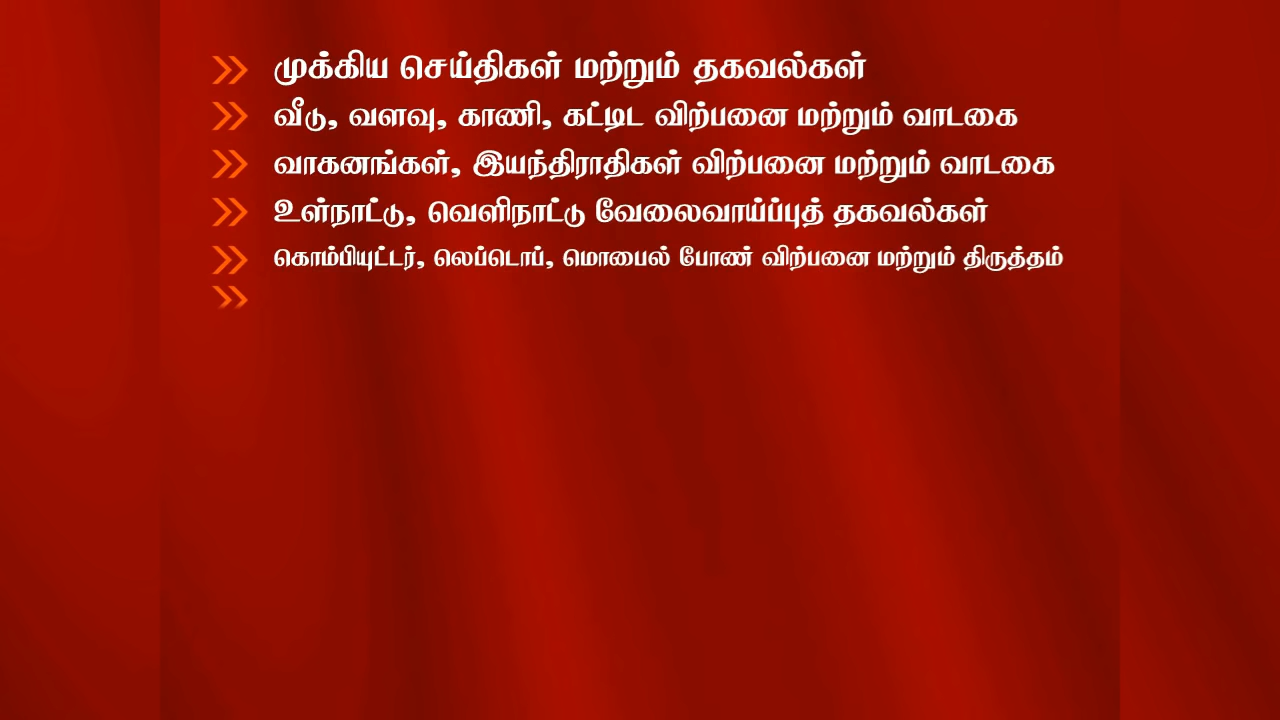 முக்கிய செய்திகள் மற்றும் தகவல்கள்
வீடு, வளவு, காணி, கட்டிட விற்பனை மற்றும் வாடகை
வாகனங்கள், இயந்திராதிகள் விற்பனை மற்றும் வாடகை
உள்நாட்டு, வெளிநாட்டு வேலைவாய்ப்புத் தகவல்கள்
கொம்பியுட்டர், லெப்டொப், மொபைல் போண் விற்பனை மற்றும் திருத்தம்